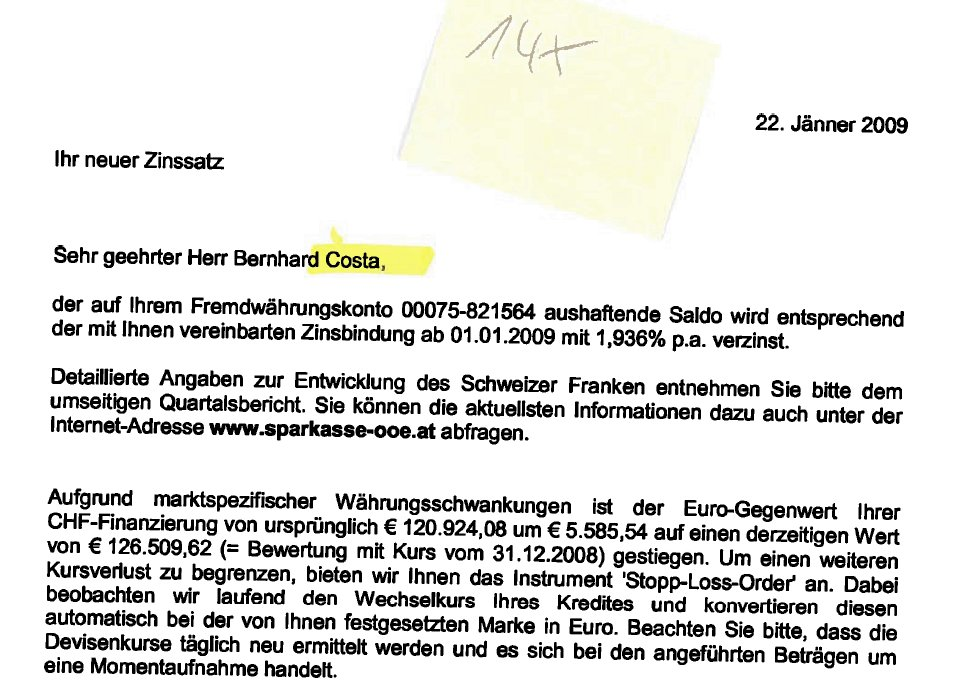 14x
22. Jänner 2009
Ihr neuer Zinssatz
Sehr geehrter Herr Bernhard Costa,
der auf Ihrem Fremdwährungskonto 00075-821564 aushaftende Saldo wird entsprechend
der mit Ihnen vereinbarten Zinsbindung ab 01.01.2009 mit 1,936% p.a. verzinst.
Detaillierte Angaben zur Entwicklung des Schweizer Franken entnehmen Sie bitte dem
umseitigen Quartalsbericht. Sie können die aktuellsten Informationen dazu auch unter der
Internet-Adresse www.sparkasse-ooe.at abfragen.
Aufgrund marktspezifischer Währungsschwankungen ist der Euro-Gegenwert Ihrer
CHF-Finanzierung von ursprünglich € 120.924,08 um € 5.585,54 auf einen derzeitigen Wert
von € 126.509,62 (= Bewertung mit Kurs vom 31.12.2008) gestiegen. Um einen weiteren
Kursverlust zu begrenzen, bieten wir Ihnen das Instrument 'Stopp-Loss-Order' an. Dabei
beobachten wir laufend den Wechselkurs Ihres Kredites und konvertieren diesen
automatisch bei der von Ihnen festgesetzten Marke in Euro. Beachten Sie bitte, dass die
Devisenkurse täglich neu ermittelt werden und es sich bei den angeführten Beträgen um
eine Momentaufnahme handelt.